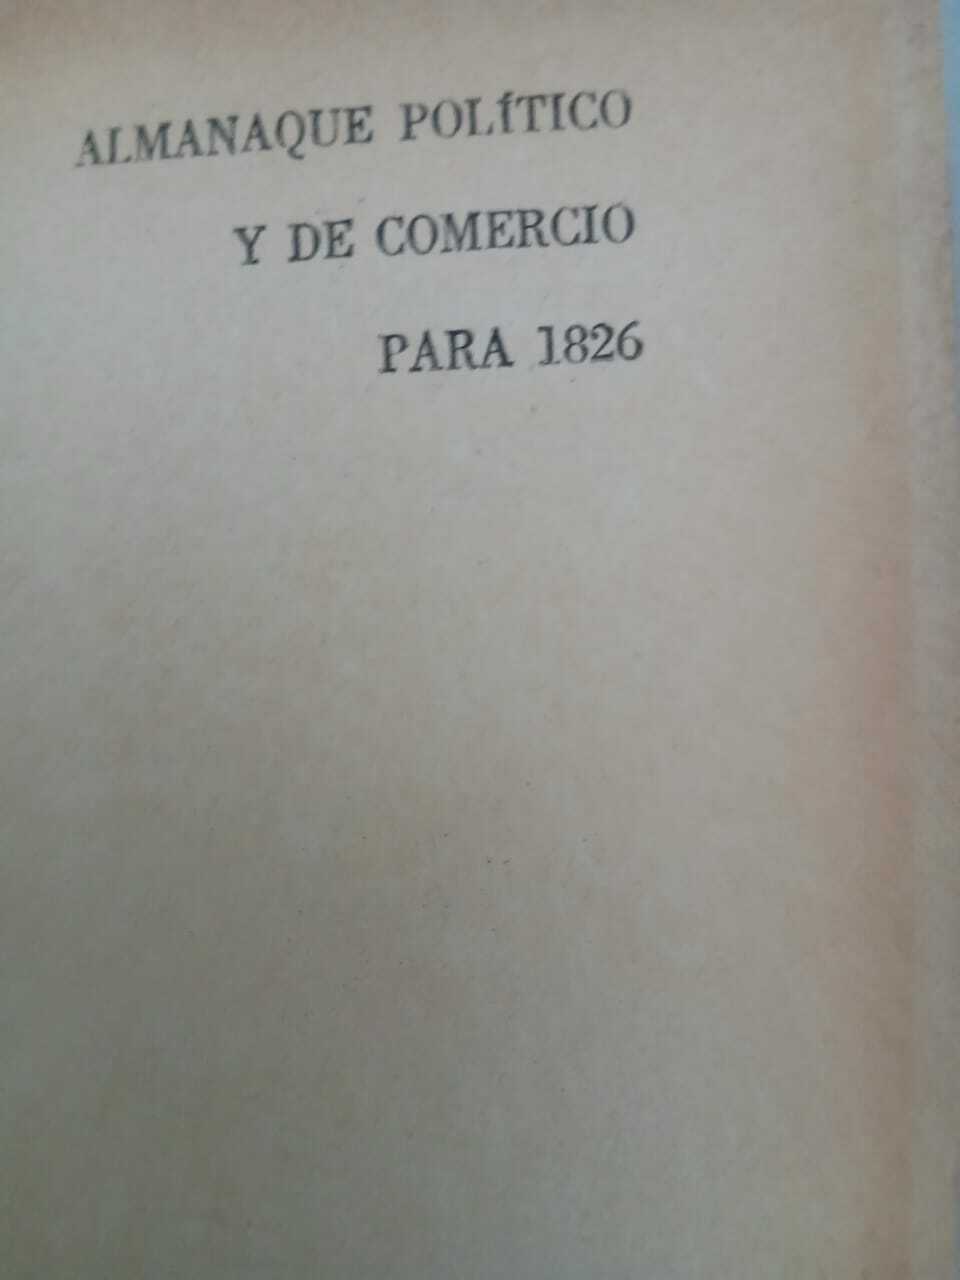 ALMANAQUE POLÍTICO
Y DE COMERCIO
PARA 1826